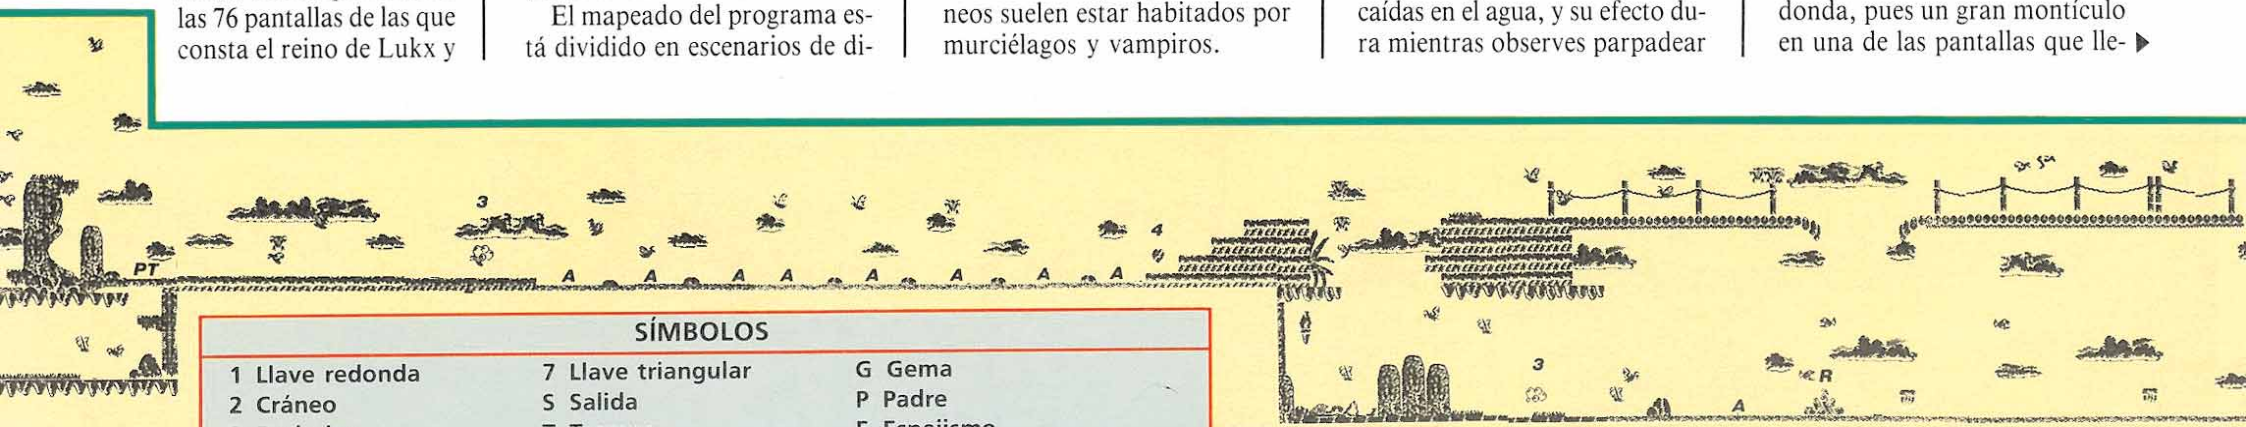 las 76 pantallas de las que
consta el reino de Lukx y
El mapeado del programa es-
tá dividido en escenarios de di-
neos suelen estar habitados por
murciélagos y vampiros.
caídas en el agua, y su efecto du-
ra mientras observes parpadear
donda, pues un gran montículo
en una de las pantallas que lle-
3
4
PT
A A A A A A A A
3
R
A
SÍMBOLOS
1 Llave redonda
2 Cráneo
7 Llave triangular
S Salida
G Gema
P Padre